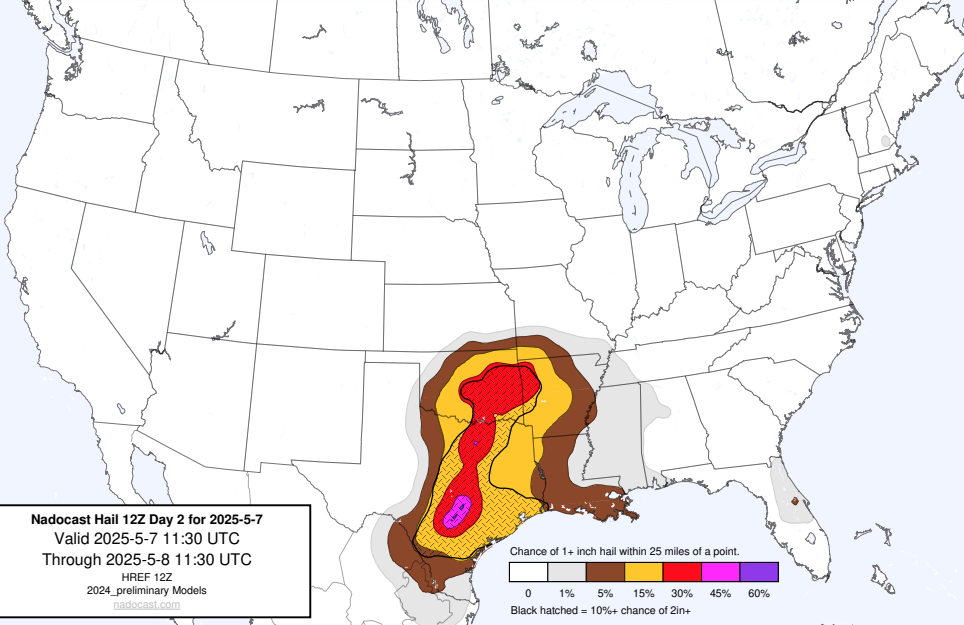 Nadocast Hail 12Z Day 2 for 2025-5-7
Valid 2025-5-7 11:30 UTC
Through 2025-5-8 11:30 UTC
HREF 12Z
2024_preliminary Models
nadocast.com
Chance of 1+ inch hail within 25 miles of a point.
0 1% 5% 15% 30% 45% 60%
Black hatched = 10%+ chance of 2in+